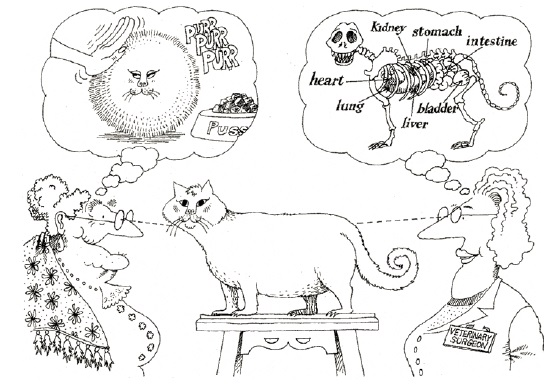 PURR
PURR
PURR
PUSS
Kidney
stomach
intestine
heart
lung
liver
bladder
VETERINARY
SURGEON